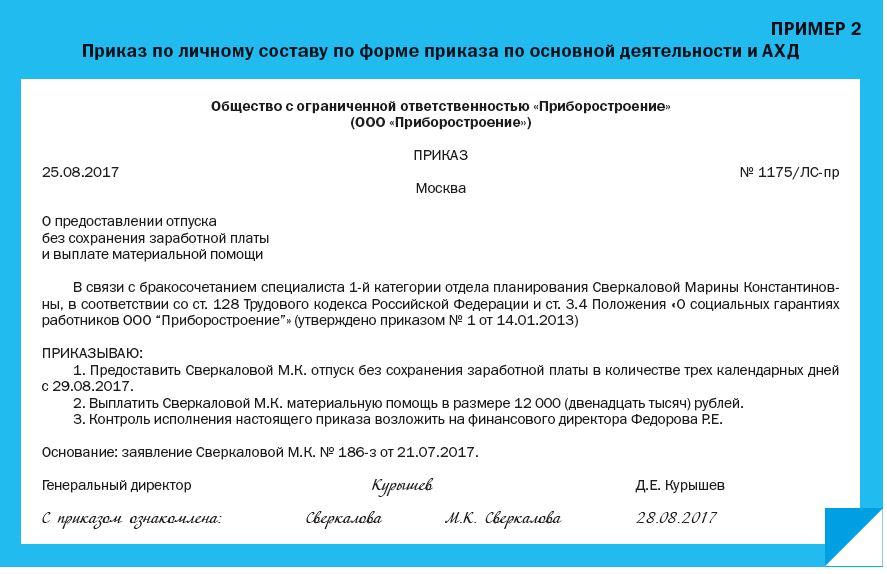 ПРИМЕР 2
Приказ по личному составу по форме приказа по основной деятельности и АХД
Общество с ограниченной ответственностью «Приборостроение»
(ООО «Приборостроение»)
ПРИКАЗ
25.08.2017 № 1175/ЛС-пр
Москва
О предоставлении отпуска
без сохранения заработной платы
и выплате материальной помощи
В связи с бракосочетанием специалиста 1-й категории отдела планирования Сверкаловой Марины Константинов-
ны, в соответствии со ст. 128 Трудового кодекса Российской Федерации и ст. 3.4 Положения «О социальных гарантиях
работников ООО “Приборостроение”» (утверждено приказом № 1 от 14.01.2013)
ПРИКАЗЫВАЮ:
1. Предоставить Сверкаловой М.К. отпуск без сохранения заработной платы в количестве трех календарных дней
с 29.08.2017.
2. Выплатить Сверкаловой М.К. материальную помощь в размере 12 000 (двенадцать тысяч) рублей.
3. Контроль исполнения настоящего приказа возложить на финансового директора Федорова Р.Е.
Основание: заявление Сверкаловой М.К. № 186-з от 21.07.2017.
Генеральный директор Курышев Д.Е. Курышев
С приказом ознакомлена: Сверкалова М.К. Сверкалова 28.08.2017